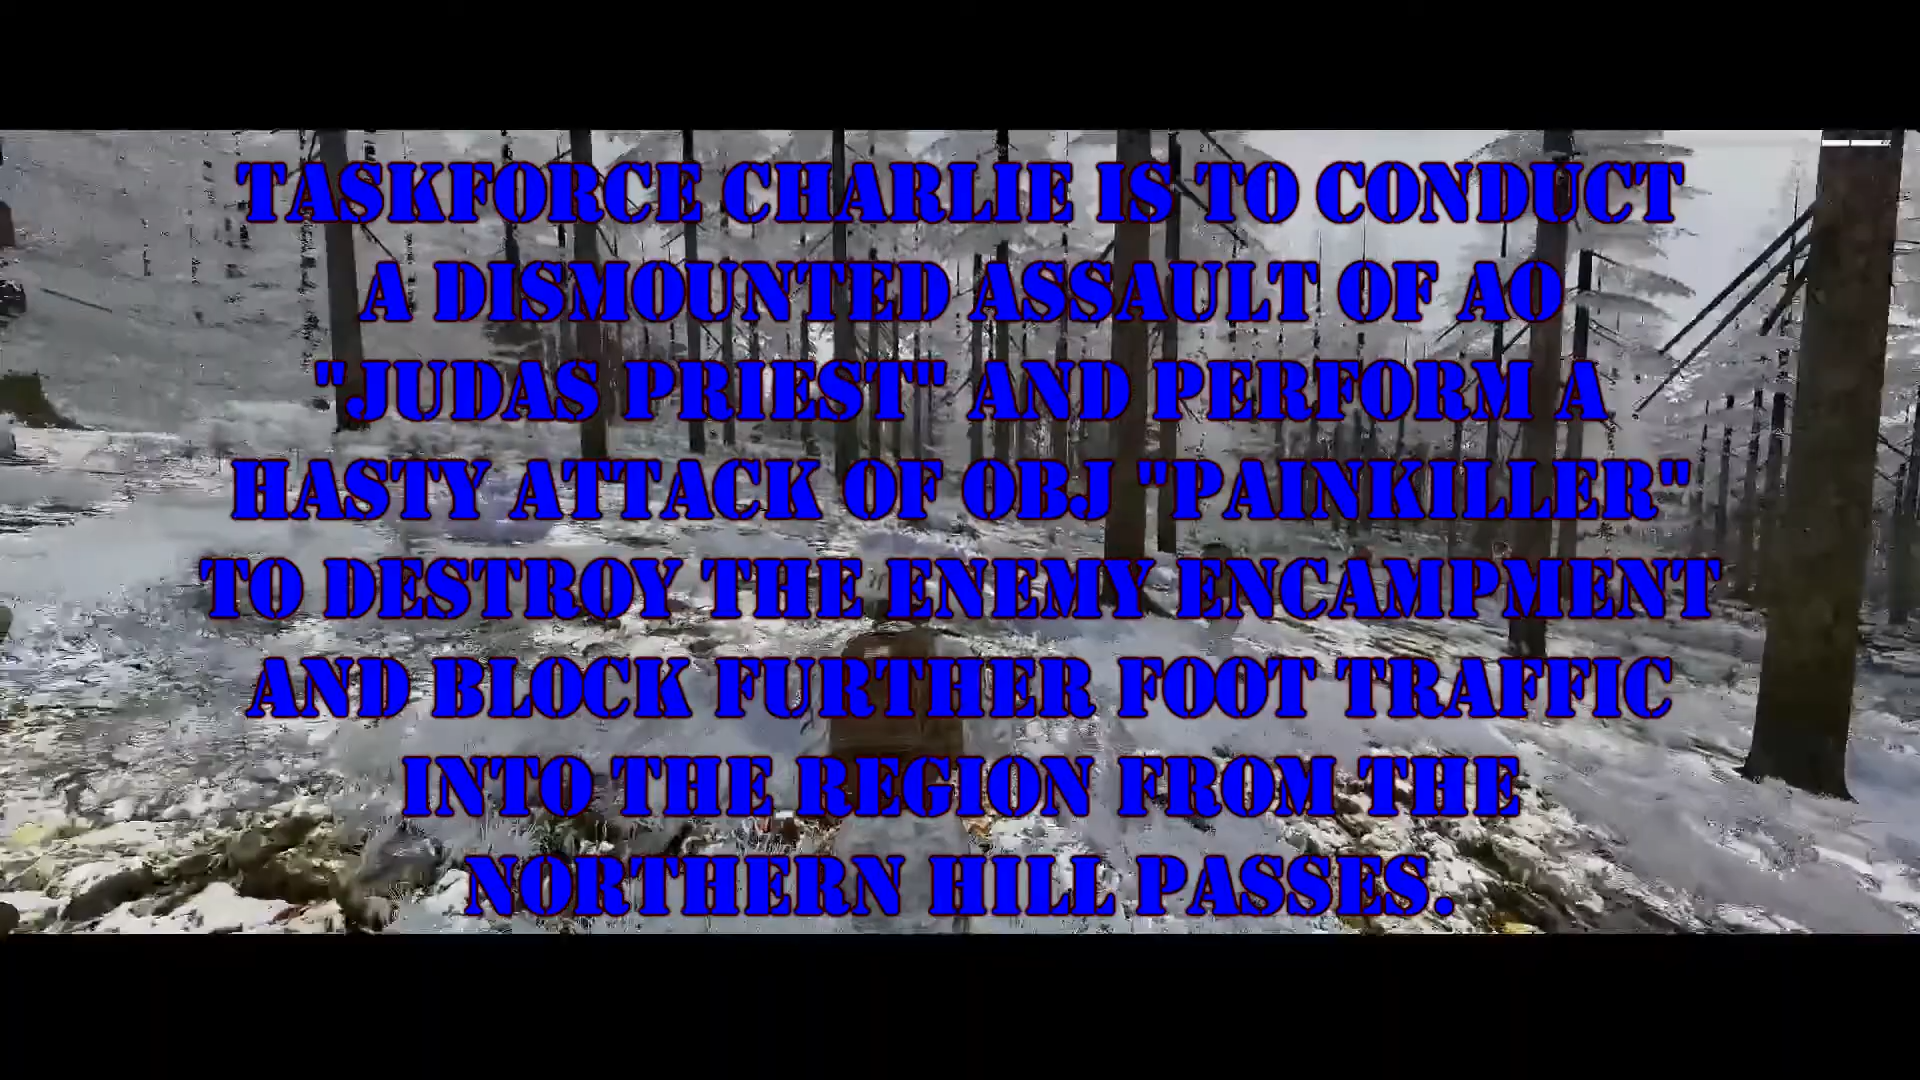 TASKFORCE CHARLIE IS TO CONDUCT
A DISMOUNTED ASSAULT OF AO
"JUDAS PRIEST" AND PERFORM A
HASTY ATTACK OF OBJ "PAINKILLER"
TO DESTROY THE ENEMY ENCAMPMENT
AND BLOCK FURTHER FOOT TRAFFIC
INTO THE REGION FROM THE
NORTHERN HILL PASSES.